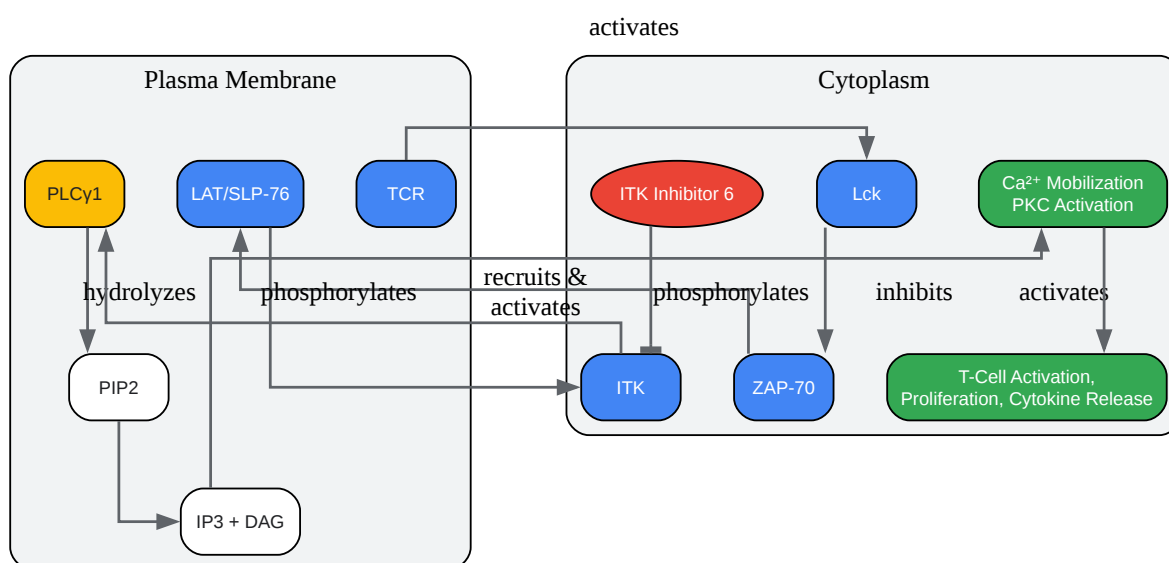 activates
Plasma Membrane
Cytoplasm
PLCγ1
LAT/SLP-76
TCR
ITK Inhibitor 6
Lck
Ca²⁺ Mobilization
PKC Activation
hydrolyzes
phosphorylates
recruits &
activates
phosphorylates
inhibits
activates
PIP2
ITK
ZAP-70
T-Cell Activation,
Proliferation, Cytokine Release
IP3 + DAG